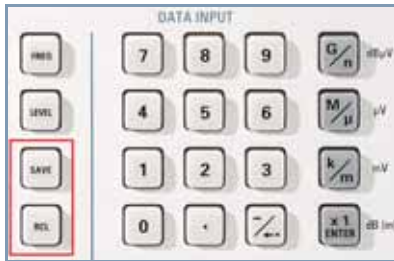 DATA INPUT
FREQ 7 8 9 G/n dBµV
LEVEL 4 5 6 M/µ µV
SAVE 1 2 3 k/m mV
RCL 0 . -/← x1 ENTER dB(m)